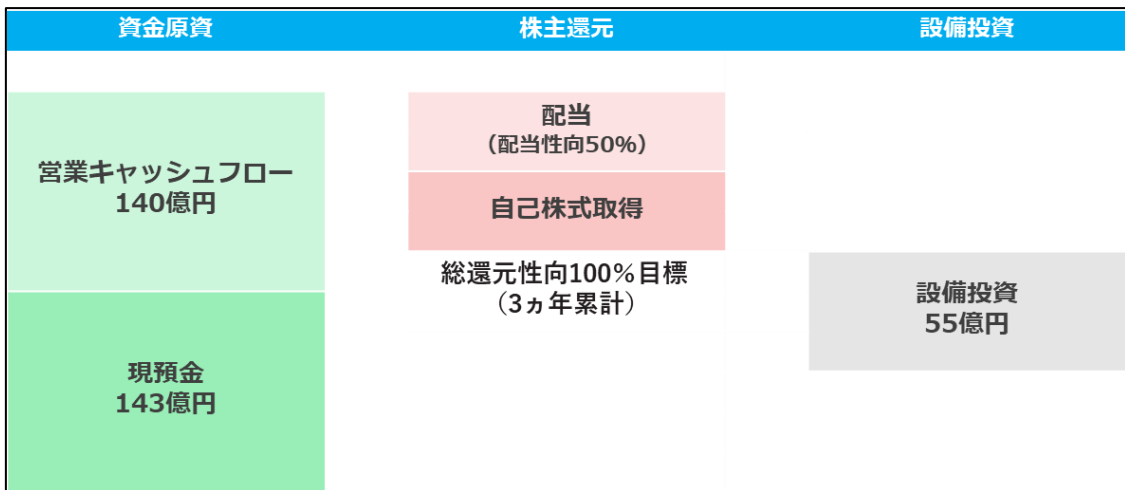 資金原資
株主還元
設備投資
営業キャッシュフロー
140億円
現預金
143億円
配当
（配当性向50%）
自己株式取得
総還元性向100%目標
（3ヵ年累計）
設備投資
55億円